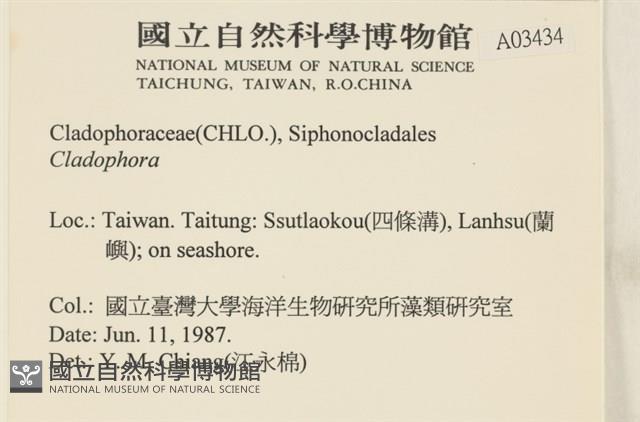 國立自然科學博物館
A03434
NATIONAL MUSEUM OF NATURAL SCIENCE
TAICHUNG, TAIWAN, R.O.CHINA
Cladophoraceae(CHLO.), Siphonocladales
Cladophora
Loc.: Taiwan. Taitung: Ssutlaokou(四條溝), Lanhsu(蘭
嶼); on seashore.
Col.: 國立臺灣大學海洋生物研究所藻類研究室
Date: Jun. 11, 1987.
Det.: Y. M. Chiang(江永棉)
國立自然科學博物館
NATIONAL MUSEUM OF NATURAL SCIENCE